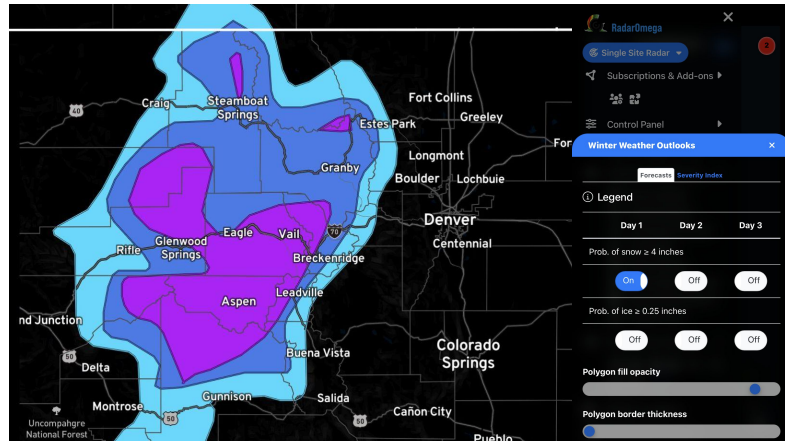 40
Craig
Steamboat
Springs
Fort Collins
Greeley
Estes Park
Longmont
Granby
Boulder
Lochbuie
Denver
Centennial
Eagle
Vail
70
Rifle
Glenwood
Springs
Breckenridge
Aspen
Leadville
nd Junction
50
Delta
Buena Vista
Colorado
Springs
Montrose
50
Gunnison
Salida
50
Cañon City
Pueblo
Uncompahgre
National Forest
For
RadarOmega
Single Site Radar
2
Subscriptions & Add-ons
Control Panel
Winter Weather Outlooks
Forecasts Severity Index
Legend
Day 1 Day 2 Day 3
Prob. of snow ≥ 4 inches
On Off Off
Prob. of ice ≥ 0.25 inches
Off Off Off
Polygon fill opacity
Polygon border thickness